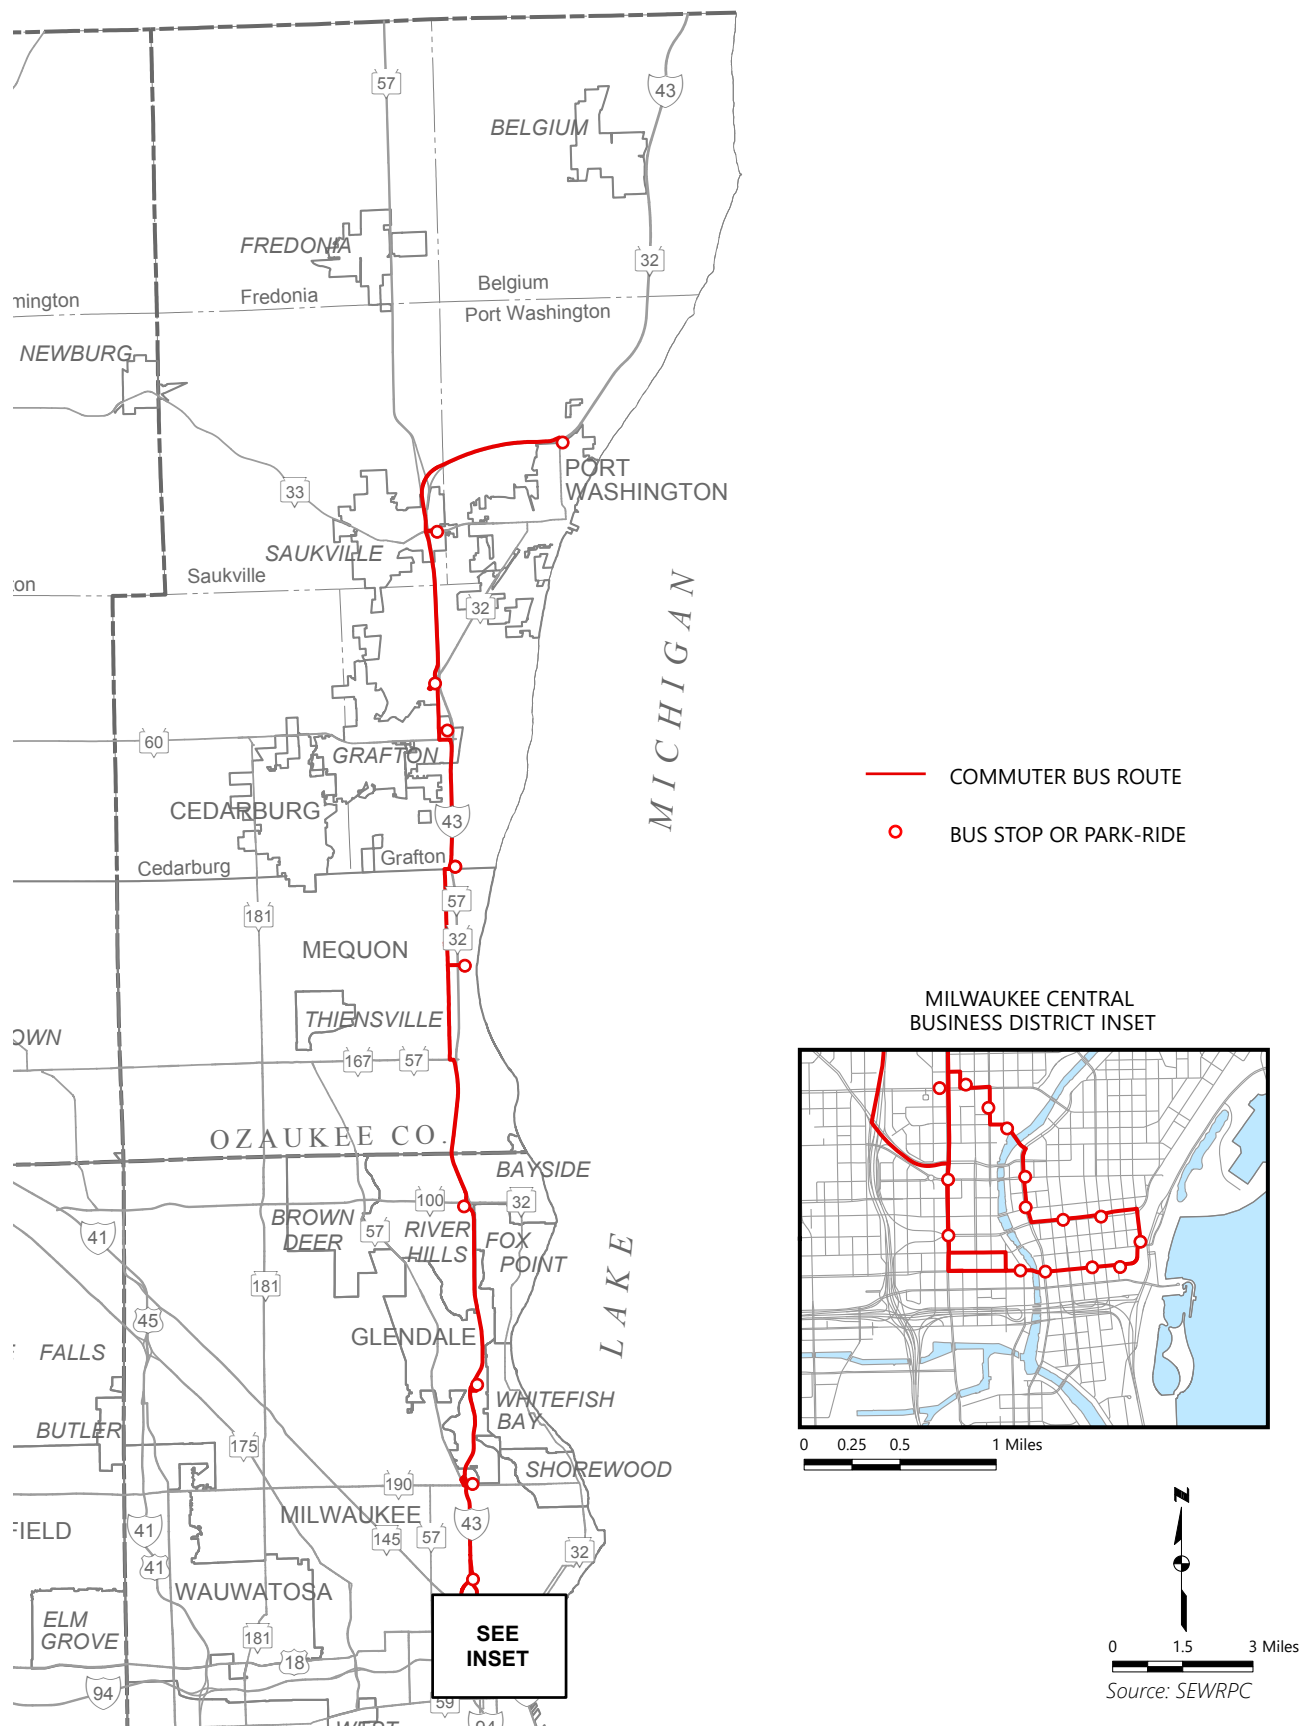 57
43
BELGIUM
FREDONIA
32
Belgium
mington
Fredonia
Port Washington
NEWBURG
PORT
WASHINGTON
33
SAUKVILLE
Saukville
on
32
MICHIGAN
60
GRAFTON
CEDARBURG
43
Grafton
Cedarburg
57
181
32
MEQUON
THIENSVILLE
OWN
167
57
OZAUKEE CO.
BAYSIDE
100
32
BROWN
DEER
57
RIVER
HILLS
FOX
POINT
41
181
LAKE
45
GLENDALE
FALLS
WHITEFISH
BAY
BUTLER
175
SHOREWOOD
190
MILWAUKEE
43
FIELD
41
145
57
32
41
WAUWATOSA
ELM
GROVE
181
18
SEE
INSET
94
59
94
WEST
COMMUTER BUS ROUTE
BUS STOP OR PARK-RIDE
MILWAUKEE CENTRAL
BUSINESS DISTRICT INSET
0 0.25 0.5 1 Miles
N
0 1.5 3 Miles
Source: SEWRPC